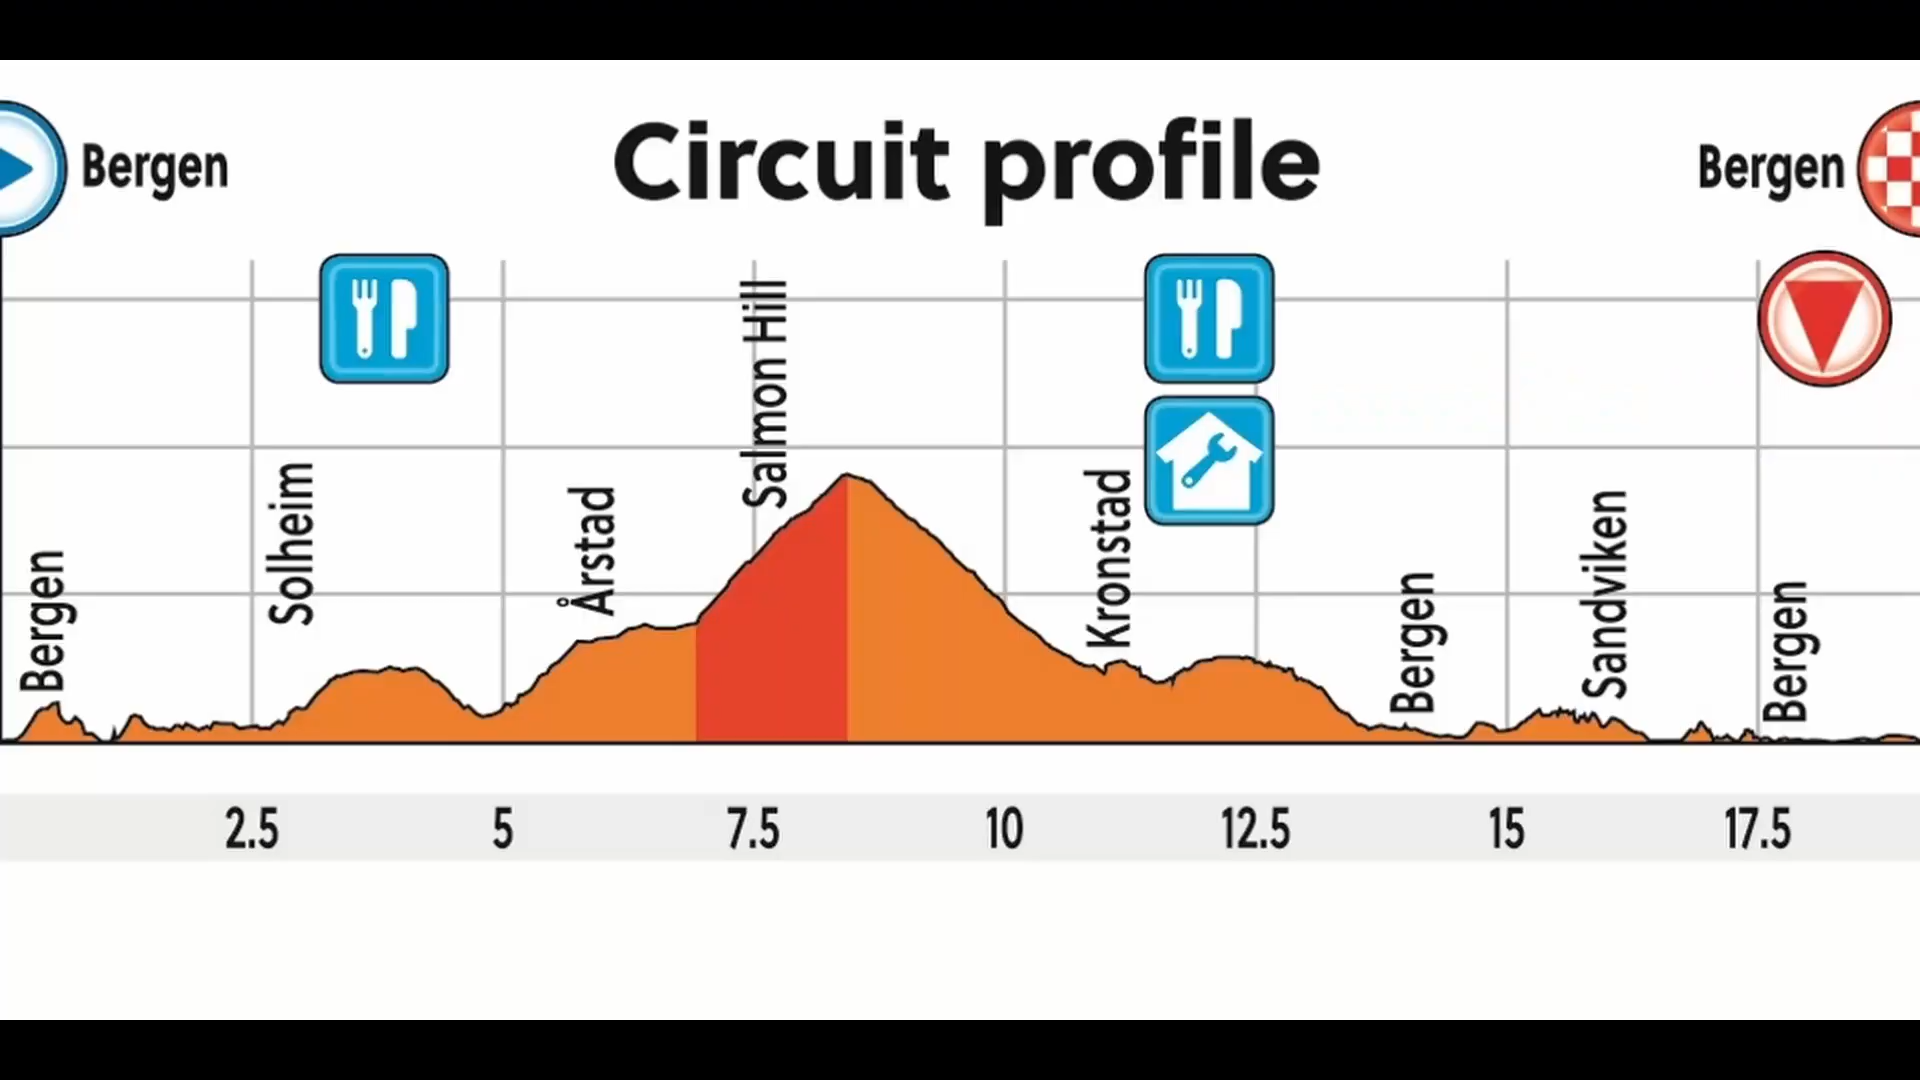 Circuit profile
Bergen
Bergen
Bergen
Solheim
Årstad
Salmon Hill
Kronstad
Bergen
Sandviken
Bergen
2.5 5 7.5 10 12.5 15 17.5